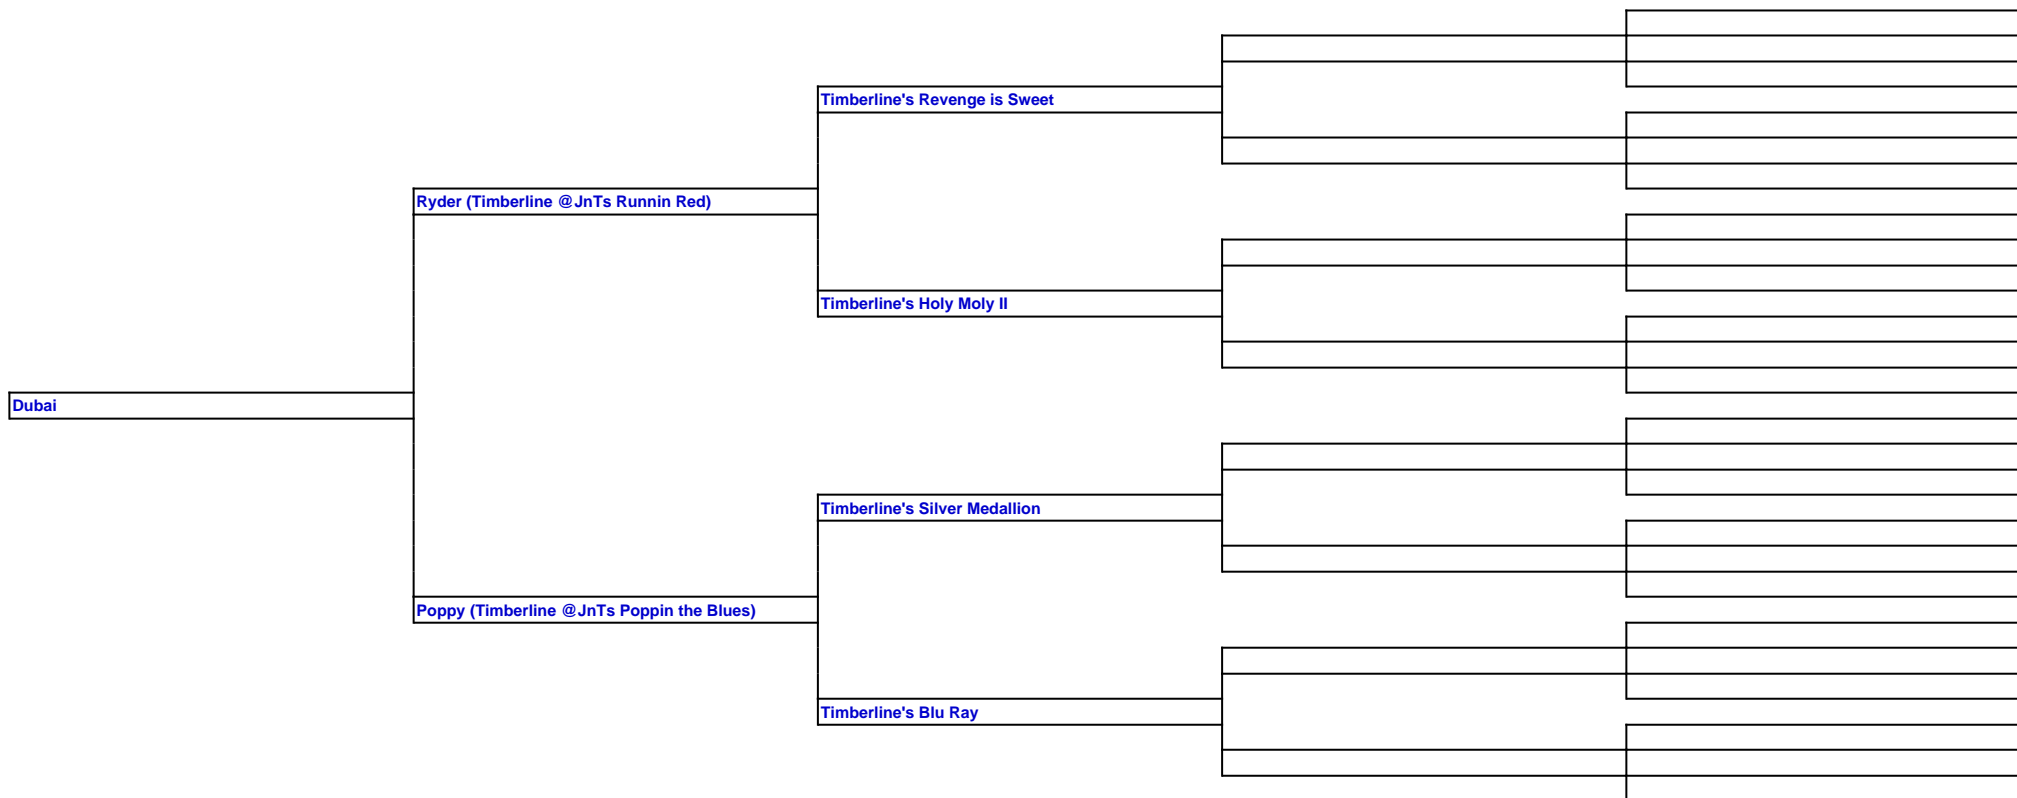 Timberline's Revenge is Sweet
Ryder (Timberline @JnTs Runnin Red)
Timberline's Holy Moly II
Dubai
Timberline's Silver Medallion
Poppy (Timberline @JnTs Poppin the Blues)
Timberline's Blu Ray